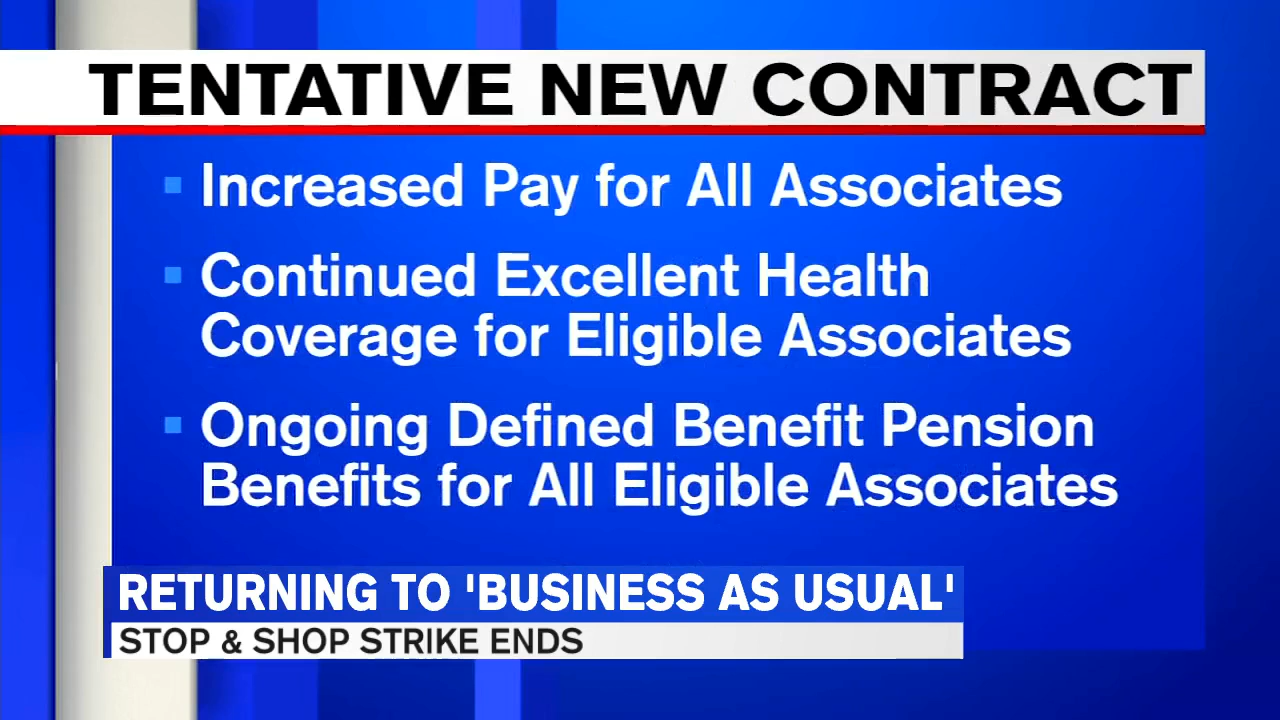 TENTATIVE NEW CONTRACT
Increased Pay for All Associates
Continued Excellent Health
Coverage for Eligible Associates
Ongoing Defined Benefit Pension
Benefits for All Eligible Associates
RETURNING TO 'BUSINESS AS USUAL'
STOP & SHOP STRIKE ENDS